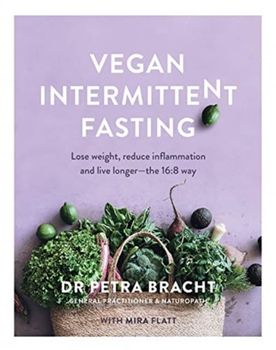 VEGAN
INTERMITTENT
FASTING
Lose weight, reduce inflammation
and live longer—the 16:8 way
DR PETRA BRACHT
GENERAL PRACTITIONER & NATUROPATH
WITH MIRA FLATT